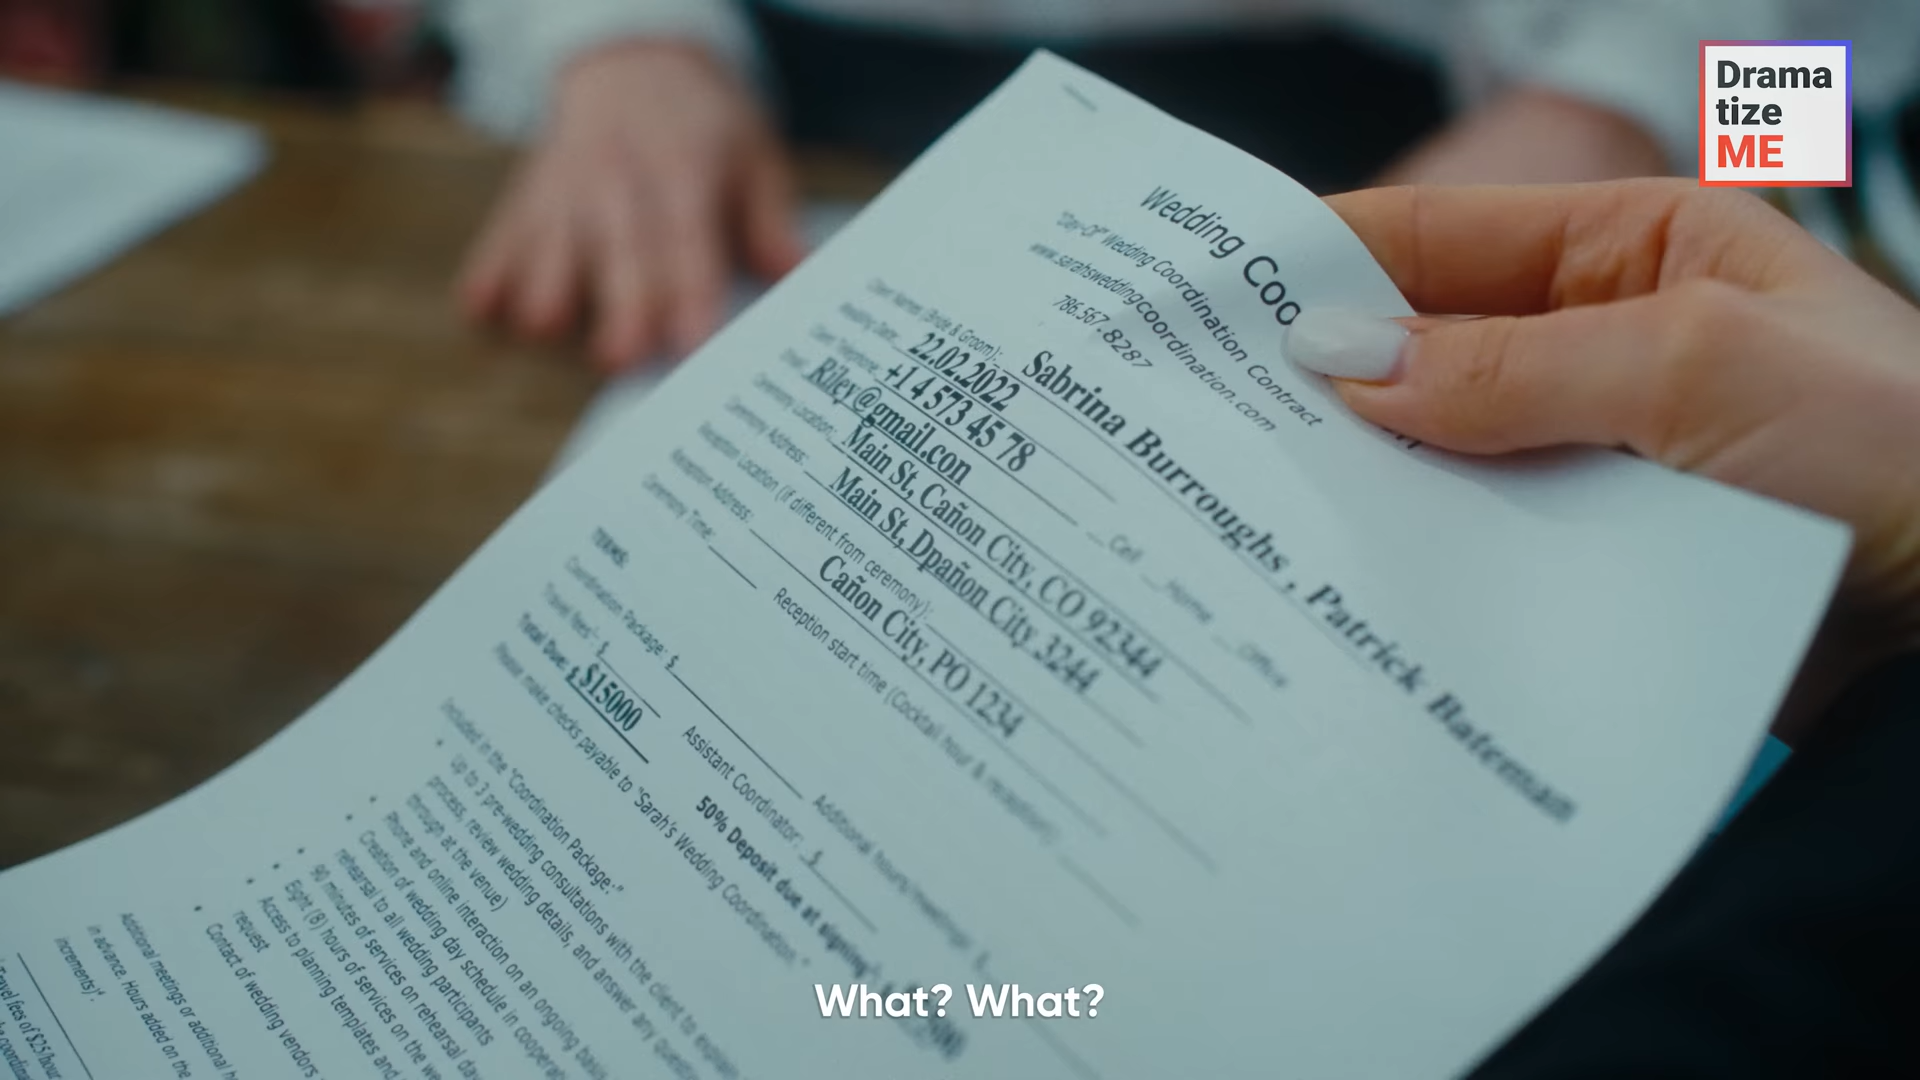 Drama
tize
ME
Wedding Coo
"Day-Of" Wedding Coordination Contract
www.sarahsweddingcoordination.com
786.567.8287
Client Names (Bride & Groom): Sabrina Burroughs , Patrick Bateman
Wedding Date: 22.02.2022
Client Telephone: +1 4 573 45 78 Cell Home Office
Email: Riley@gmail.con
Ceremony Location: Main St, Cañon City, CO 92344
Ceremony Address: Main St, Dpañon City 3244
Reception Location (if different from ceremony):
Reception Address: Cañon City, PO 1234
Ceremony Time: Reception start time (Cocktail hour & reception):
TERMS:
Coordination Package: $ Assistant Coordinator: $ Additional hours/meetings: $
Travel Fees*: $
Total Due: $ $15000 50% Deposit due at signing
Please make checks payable to "Sarah's Wedding Coordination."
Included in the "Coordination Package:"
• Up to 3 pre-wedding consultations with the client to explain
process, review wedding details, and answer any
through at the venue)
• Phone and online interaction on an ongoing basis
• Creation of wedding day schedule in
rehearsal to all wedding participants
• 90 minutes of services on rehearsal
• Eight (8) hours of services on the
• Access to planning templates and
request
• Contact of wedding vendors
Additional meetings or additional
in advance. Hours added on the
increments)*.
Travel fees of $25/hour
What? What?